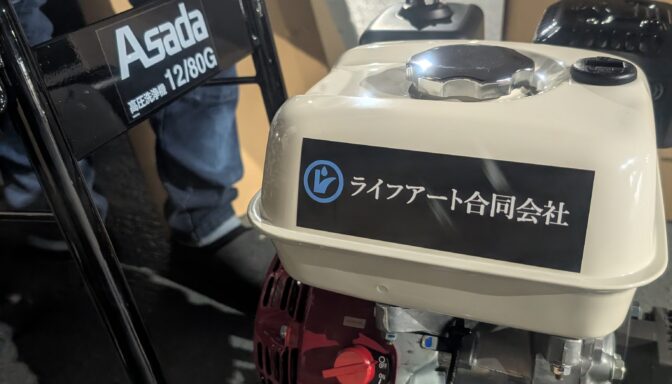 Asada
高圧洗浄機 12/80G
ライフアート合同会社